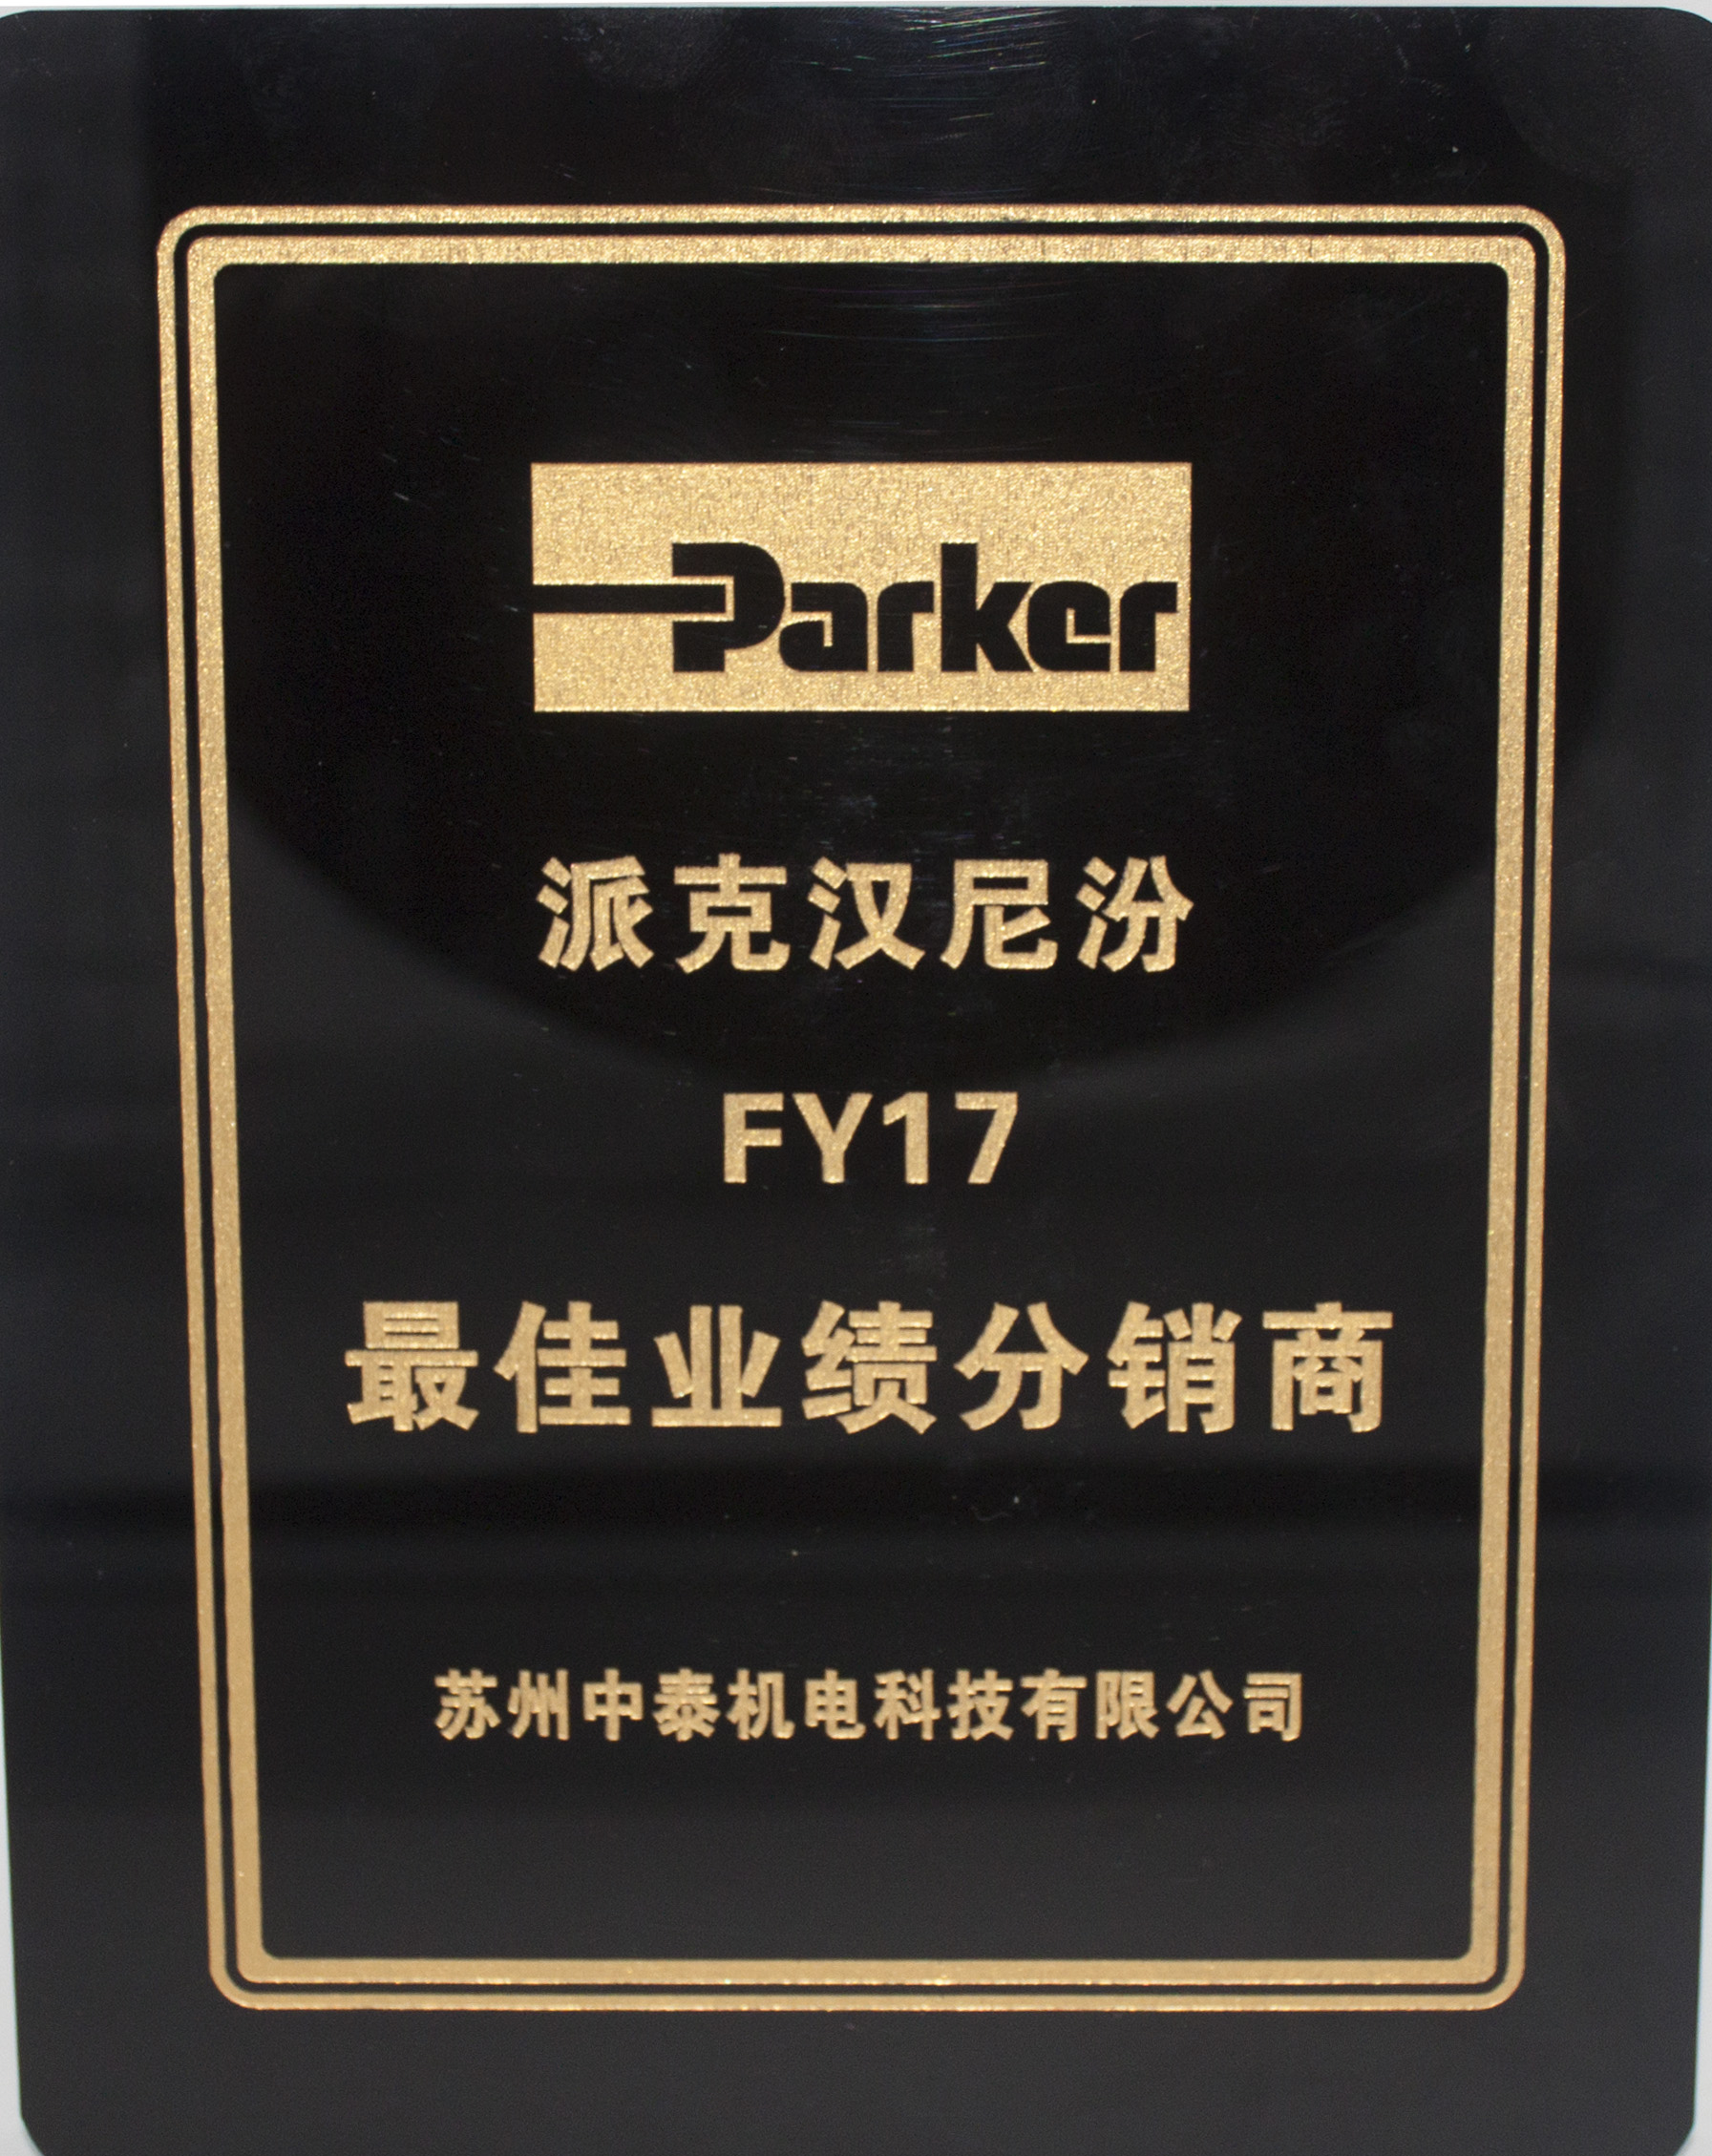 Parker
派克汉尼汾
FY17
最佳业绩分销商
苏州中泰机电科技有限公司